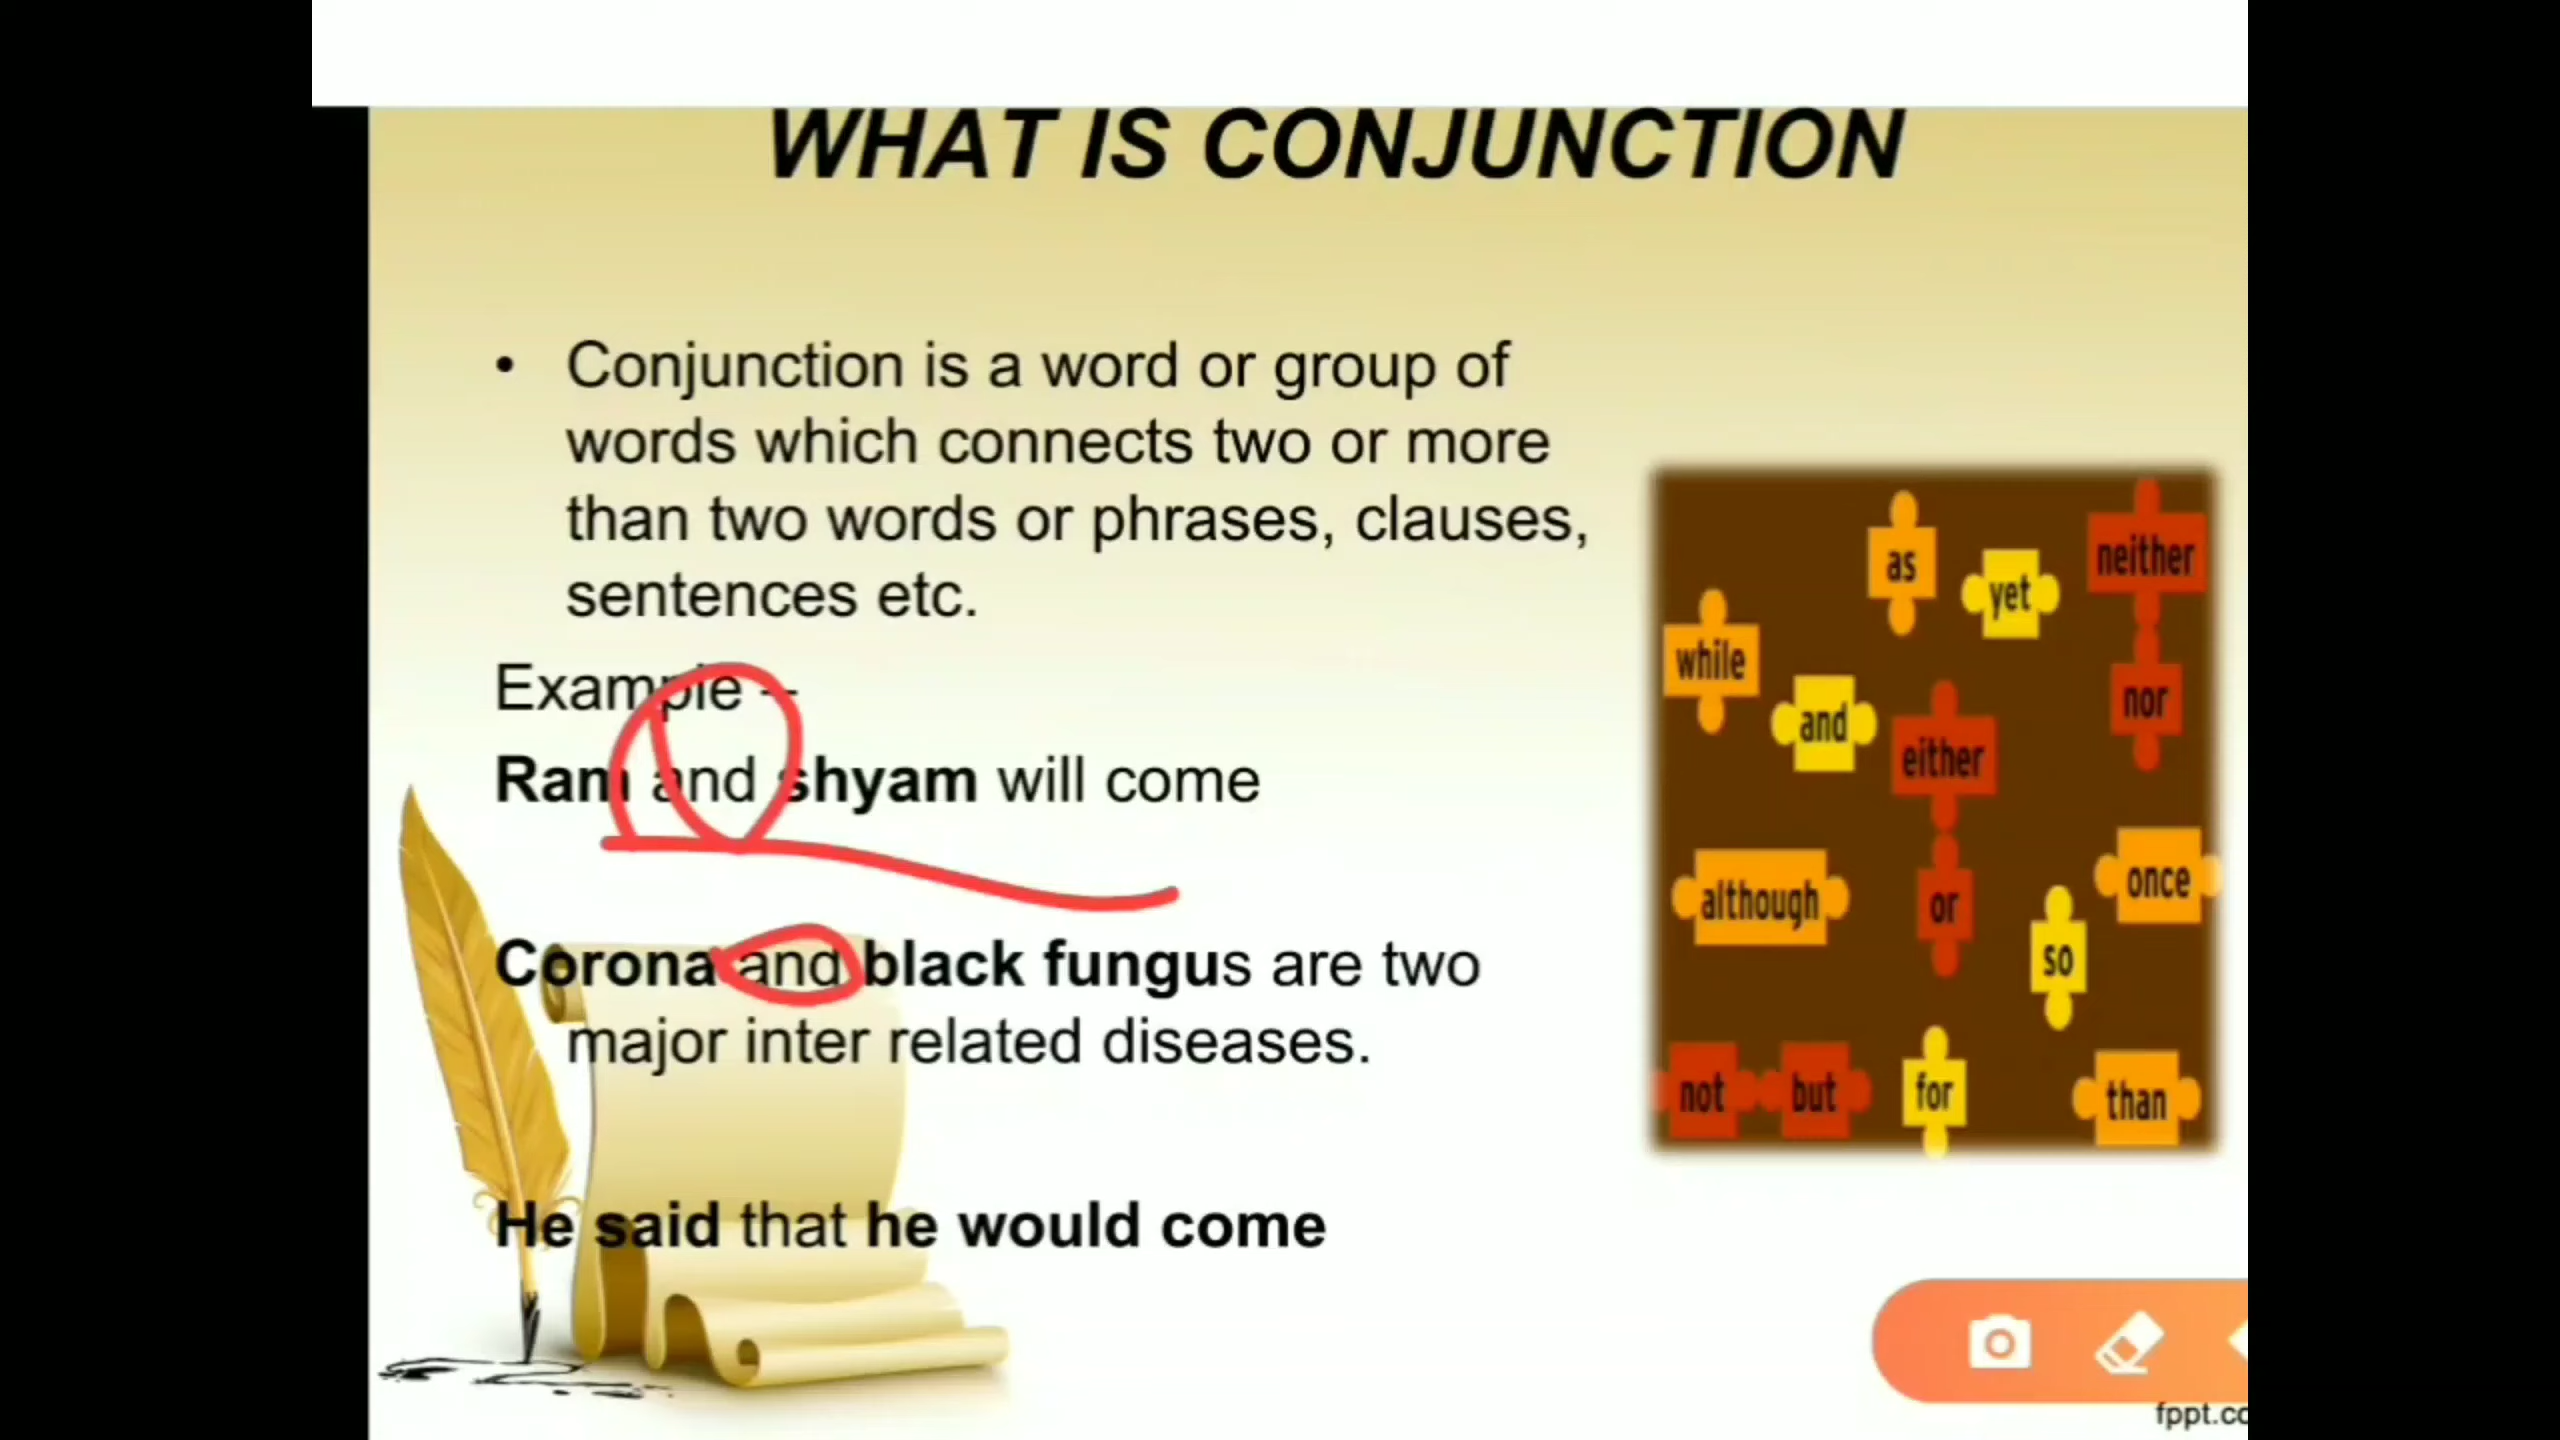 WHAT IS CONJUNCTION
• Conjunction is a word or group of
words which connects two or more
than two words or phrases, clauses,
sentences etc.
Example –
Ram and shyam will come
Corona and black fungus are two
major inter related diseases.
He said that he would come
as
yet
neither
while
and
nor
either
although
or
once
so
not
but
for
than
fppt.co